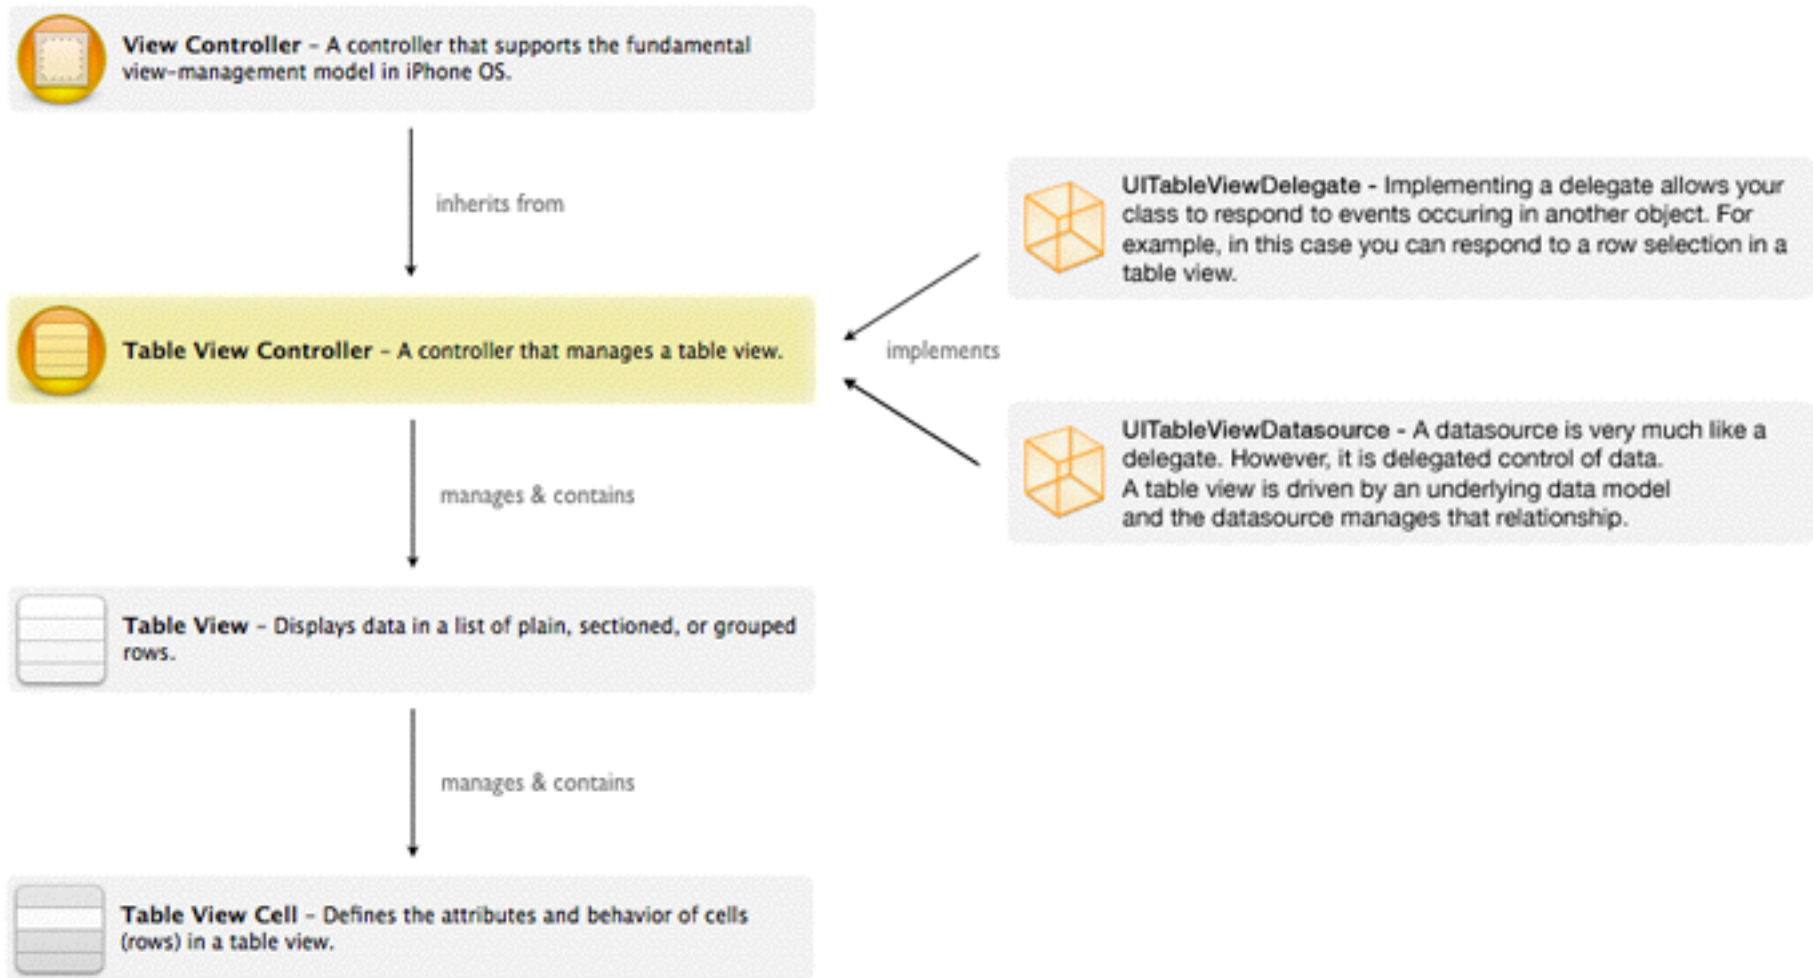 View Controller – A controller that supports the fundamental
view-management model in iPhone OS.
inherits from
UITableViewDelegate - Implementing a delegate allows your
class to respond to events occuring in another object. For
example, in this case you can respond to a row selection in a
table view.
Table View Controller – A controller that manages a table view.
implements
UITableViewDatasource - A datasource is very much like a
delegate. However, it is delegated control of data.
A table view is driven by an underlying data model
and the datasource manages that relationship.
manages & contains
Table View – Displays data in a list of plain, sectioned, or grouped
rows.
manages & contains
Table View Cell – Defines the attributes and behavior of cells
(rows) in a table view.